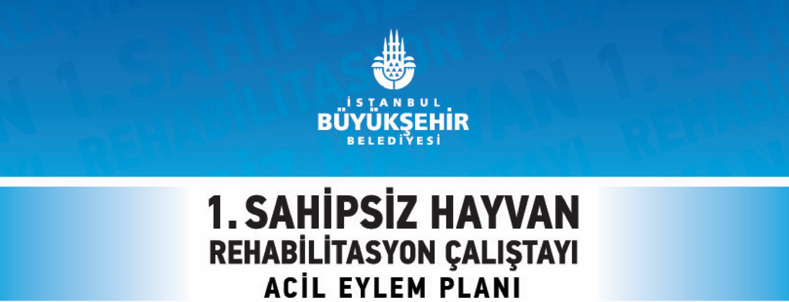 İSTANBUL
BÜYÜKŞEHİR
BELEDİYESİ
1. SAHİPSİZ HAYVAN
REHABİLİTASYON ÇALIŞTAYI
ACİL EYLEM PLANI